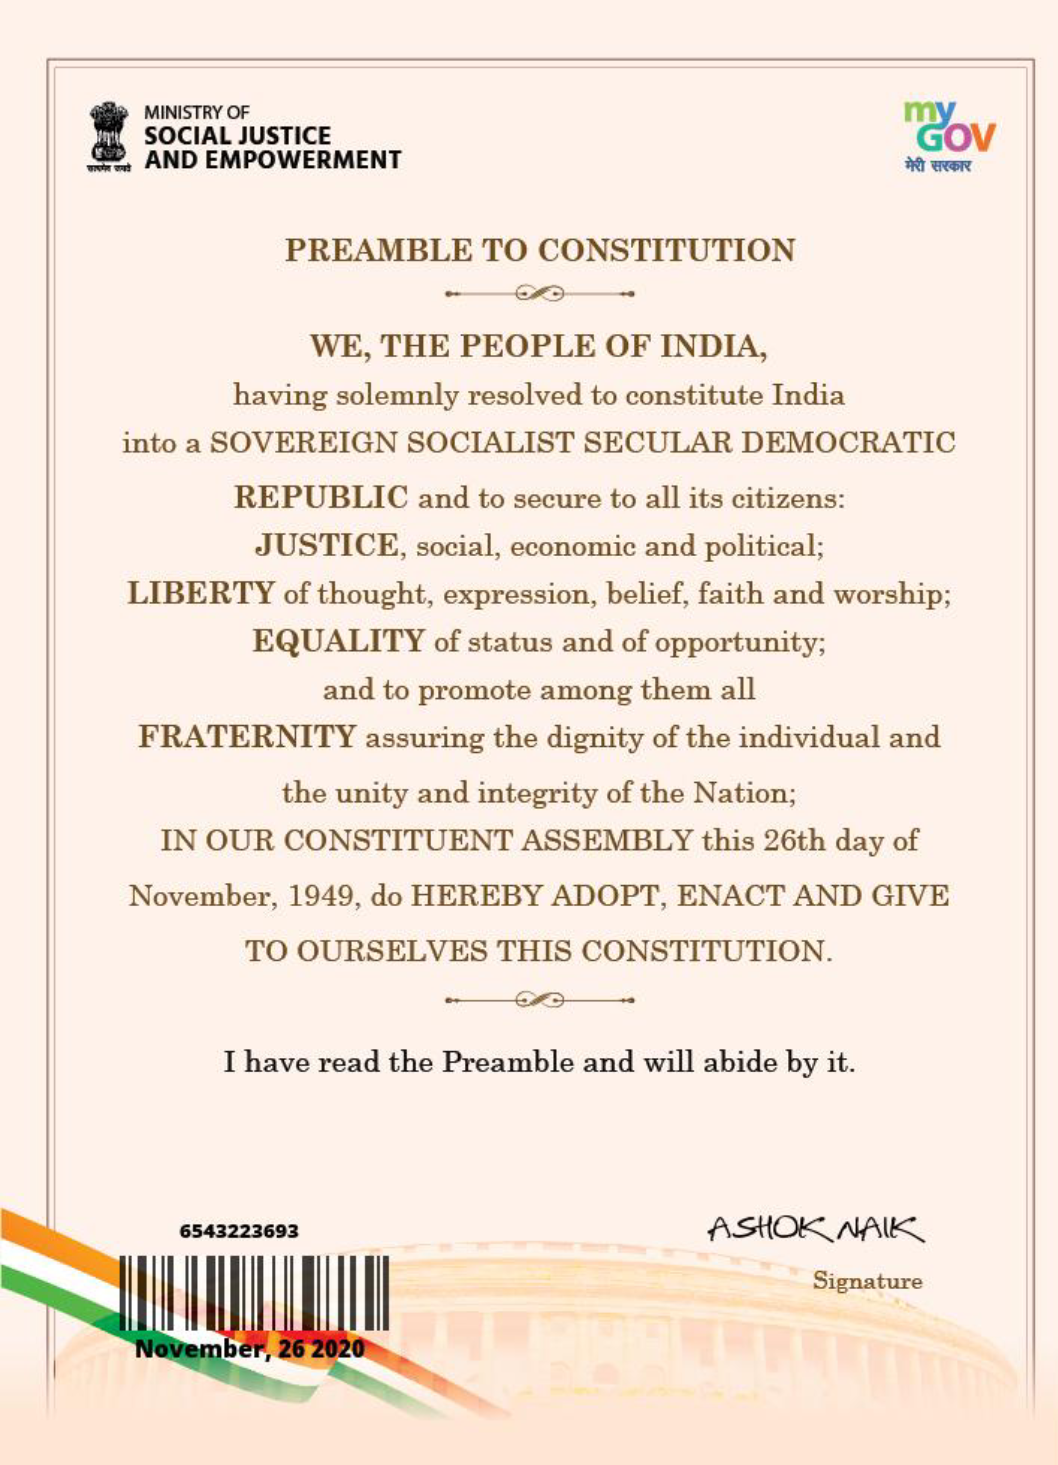 MINISTRY OF
SOCIAL JUSTICE
AND EMPOWERMENT
सत्यमेव जयते
my
GOV
मेरी सरकार
PREAMBLE TO CONSTITUTION
WE, THE PEOPLE OF INDIA,
having solemnly resolved to constitute India
into a SOVEREIGN SOCIALIST SECULAR DEMOCRATIC
REPUBLIC and to secure to all its citizens:
JUSTICE, social, economic and political;
LIBERTY of thought, expression, belief, faith and worship;
EQUALITY of status and of opportunity;
and to promote among them all
FRATERNITY assuring the dignity of the individual and
the unity and integrity of the Nation;
IN OUR CONSTITUENT ASSEMBLY this 26th day of
November, 1949, do HEREBY ADOPT, ENACT AND GIVE
TO OURSELVES THIS CONSTITUTION.
I have read the Preamble and will abide by it.
6543223693
November, 26 2020
ASHOK NAIK
Signature